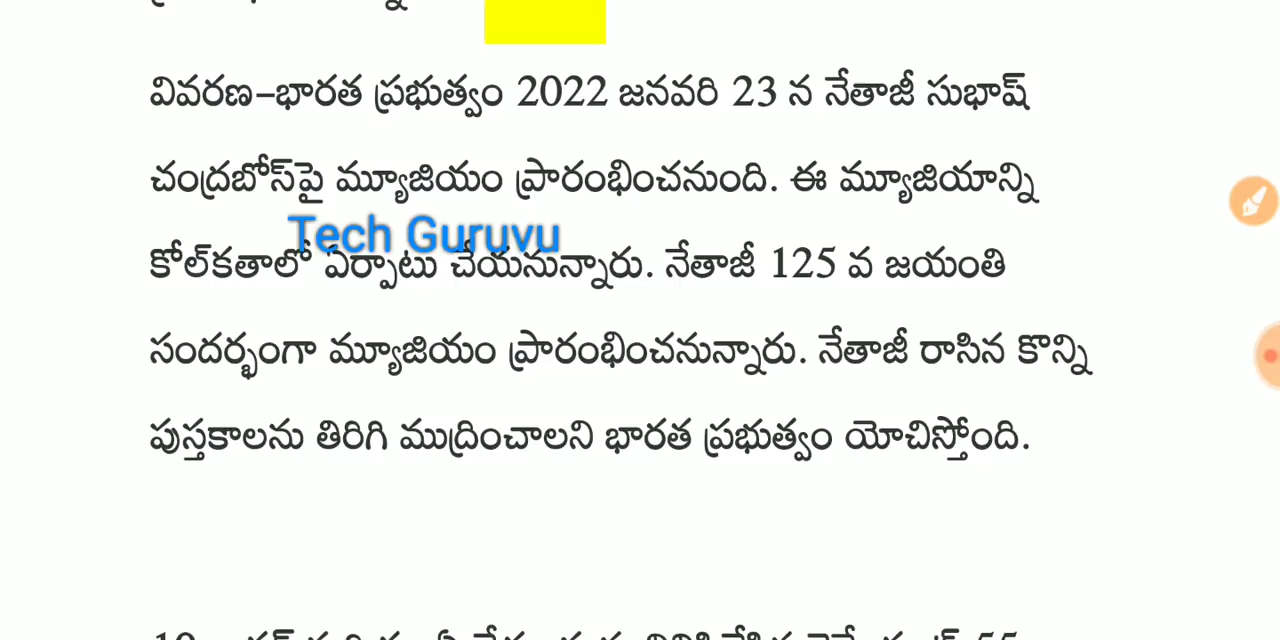 వివరణ-భారత ప్రభుత్వం 2022 జనవరి 23 న నేతాజీ సుభాష్
చంద్రబోస్‌పై మ్యూజియం ప్రారంభించనుంది. ఈ మ్యూజియాన్ని
Tech Guruvu
కోల్‌కతాలో ఏర్పాటు చేయనున్నారు. నేతాజీ 125 వ జయంతి
సందర్భంగా మ్యూజియం ప్రారంభించనున్నారు. నేతాజీ రాసిన కొన్ని
పుస్తకాలను తిరిగి ముద్రించాలని భారత ప్రభుత్వం యోచిస్తోంది.